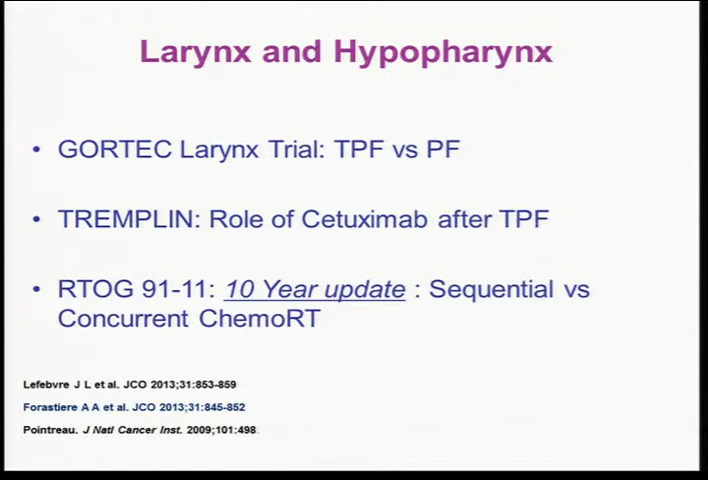 Larynx and Hypopharynx
• GORTEC Larynx Trial: TPF vs PF
• TREMPLIN: Role of Cetuximab after TPF
• RTOG 91-11: 10 Year update : Sequential vs
Concurrent ChemoRT
Lefebvre J L et al. JCO 2013;31:853-859
Forastiere A A et al. JCO 2013;31:845-852
Pointreau. J Natl Cancer Inst. 2009;101:498.